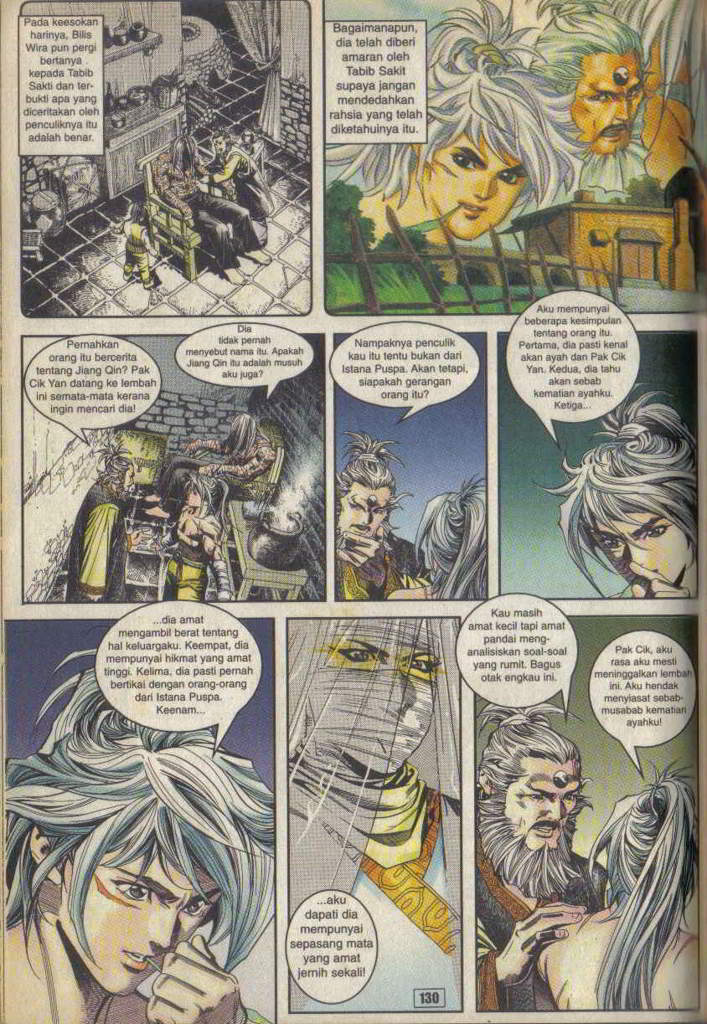 Pada keesokan
harinya, Bilis
Wira pun pergi
bertanya
kepada Tabib
Sakti dan ter-
bukti apa yang
diceritakan oleh
penculiknya itu
adalah benar.
Bagaimanapun,
dia telah diberi
amaran oleh
Tabib Sakit
supaya jangan
mendedahkan
rahsia yang telah
diketahuinya itu.
Pernahkan
orang itu bercerita
tentang Jiang Qin? Pak
Cik Yan datang ke lembah
ini semata-mata kerana
ingin mencari dia!
Dia
tidak pernah
menyebut nama itu. Apakah
Jiang Qin itu adalah musuh
aku juga?
Nampaknya penculik
kau itu tentu bukan dari
Istana Puspa. Akan tetapi,
siapakah gerangan
orang itu?
Aku mempunyai
beberapa kesimpulan
tentang orang itu.
Pertama, dia pasti kenal
akan ayah dan Pak Cik
Yan. Kedua, dia tahu
akan sebab
kematian ayahku.
Ketiga...
...dia amat
mengambil berat tentang
hal keluargaku. Keempat, dia
mempunyai hikmat yang amat
tinggi. Kelima, dia pasti pernah
bertikai dengan orang-orang
dari Istana Puspa.
Keenam...
...aku
dapati dia
mempunyai
sepasang mata
yang amat
jernih sekali!
Kau masih
amat kecil tapi amat
pandai meng-
analisiskan soal-soal
yang rumit. Bagus
otak engkau ini.
Pak Cik, aku
rasa aku mesti
meninggalkan lembah
ini. Aku hendak
menyiasat sebab-
musabab kematian
ayahku!
130